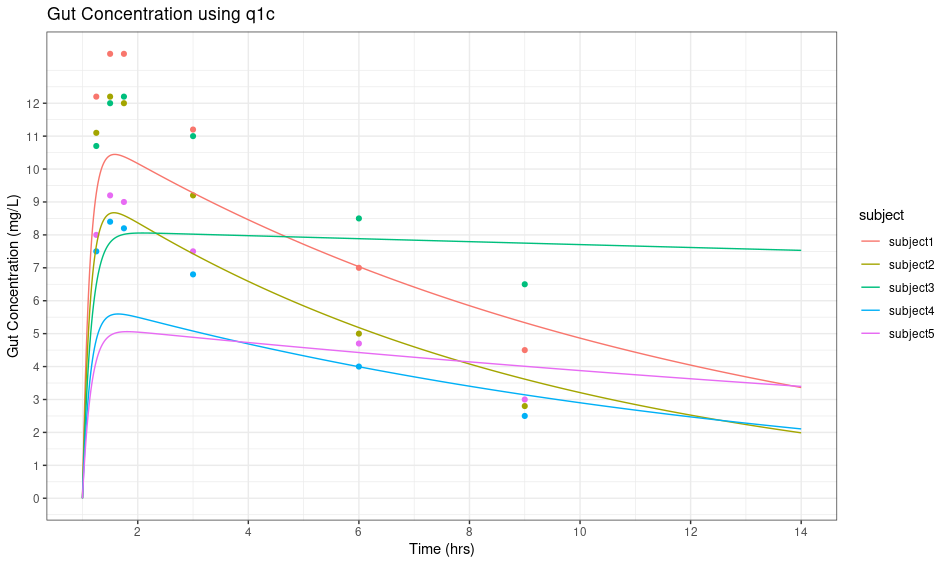 Gut Concentration using q1c
Gut Concentration (mg/L)
12
11
10
9
8
7
6
5
4
3
2
1
0
2 4 6 8 10 12 14
Time (hrs)
subject
subject1
subject2
subject3
subject4
subject5